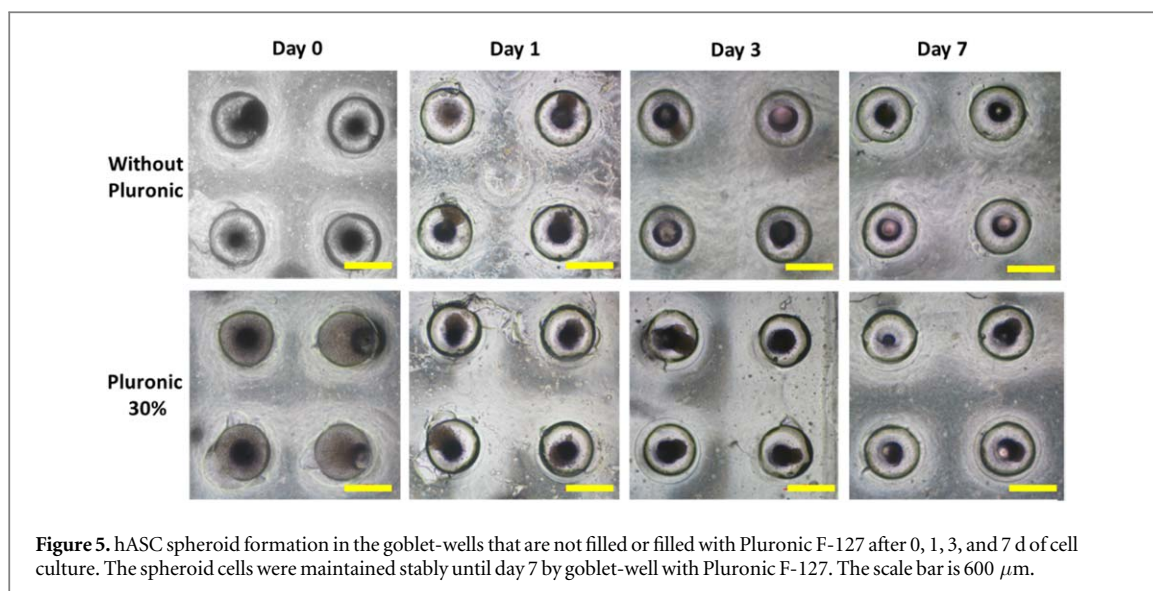 Day 0 Day 1 Day 3 Day 7
Without
Pluronic
Pluronic
30%
Figure 5. hASC spheroid formation in the goblet-wells that are not filled or filled with Pluronic F-127 after 0, 1, 3, and 7 d of cell
culture. The spheroid cells were maintained stably until day 7 by goblet-well with Pluronic F-127. The scale bar is 600 μm.